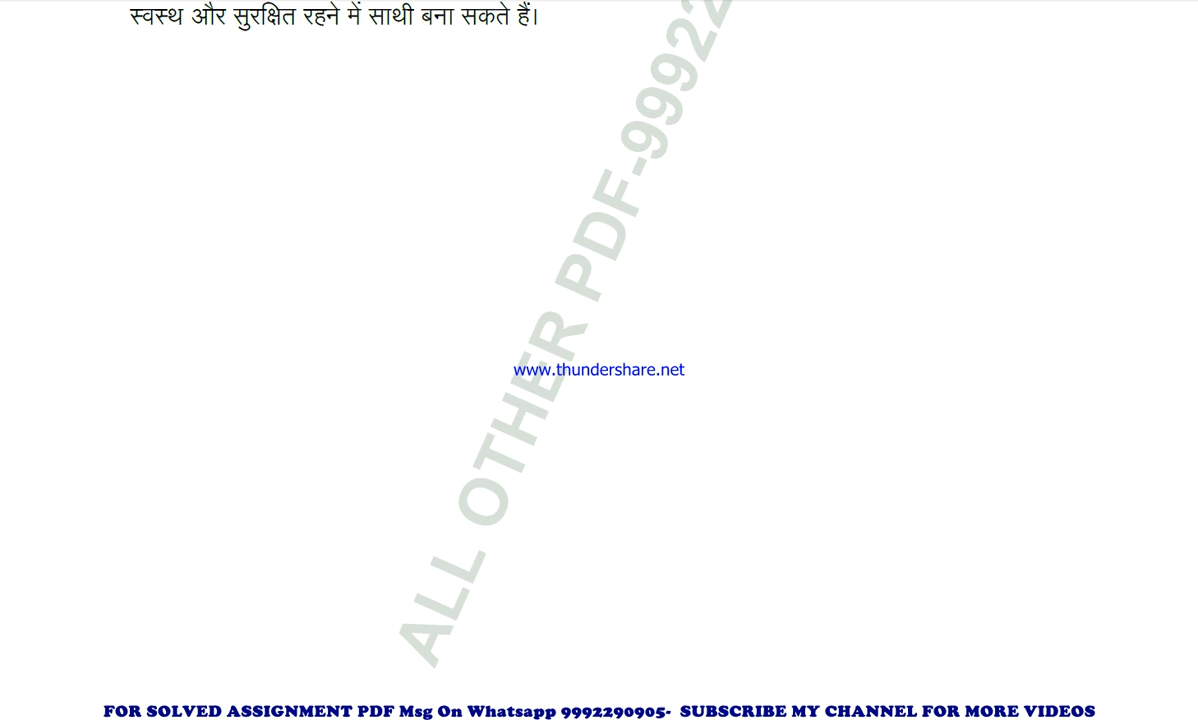 स्वस्थ और सुरक्षित रहने में साथी बना सकते हैं।
ALL OTHER PDF-9992
www.thundershare.net
FOR SOLVED ASSIGNMENT PDF Msg On Whatsapp 9992290905- SUBSCRIBE MY CHANNEL FOR MORE VIDEOS